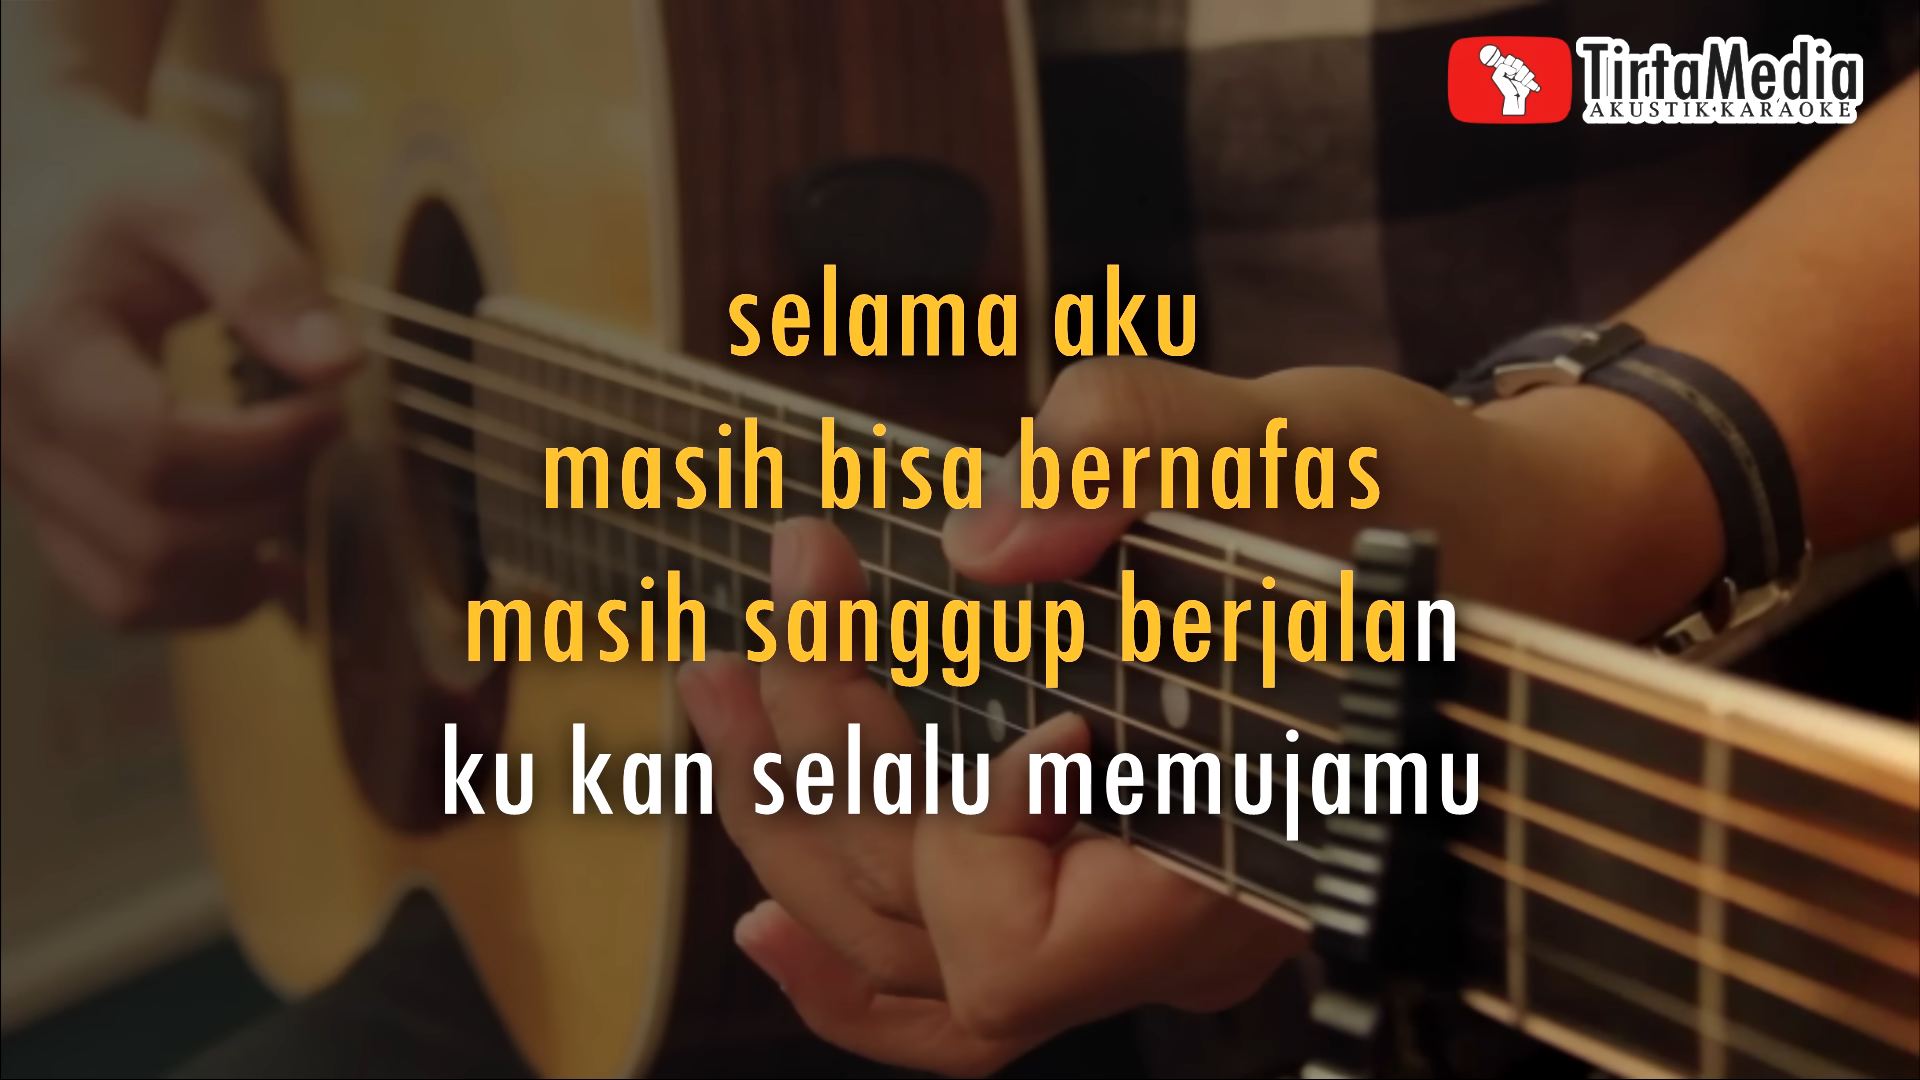 TirtaMedia
AKUSTIK KARAOKE
selama aku
masih bisa bernafas
masih sanggup berjalan
ku kan selalu memujamu